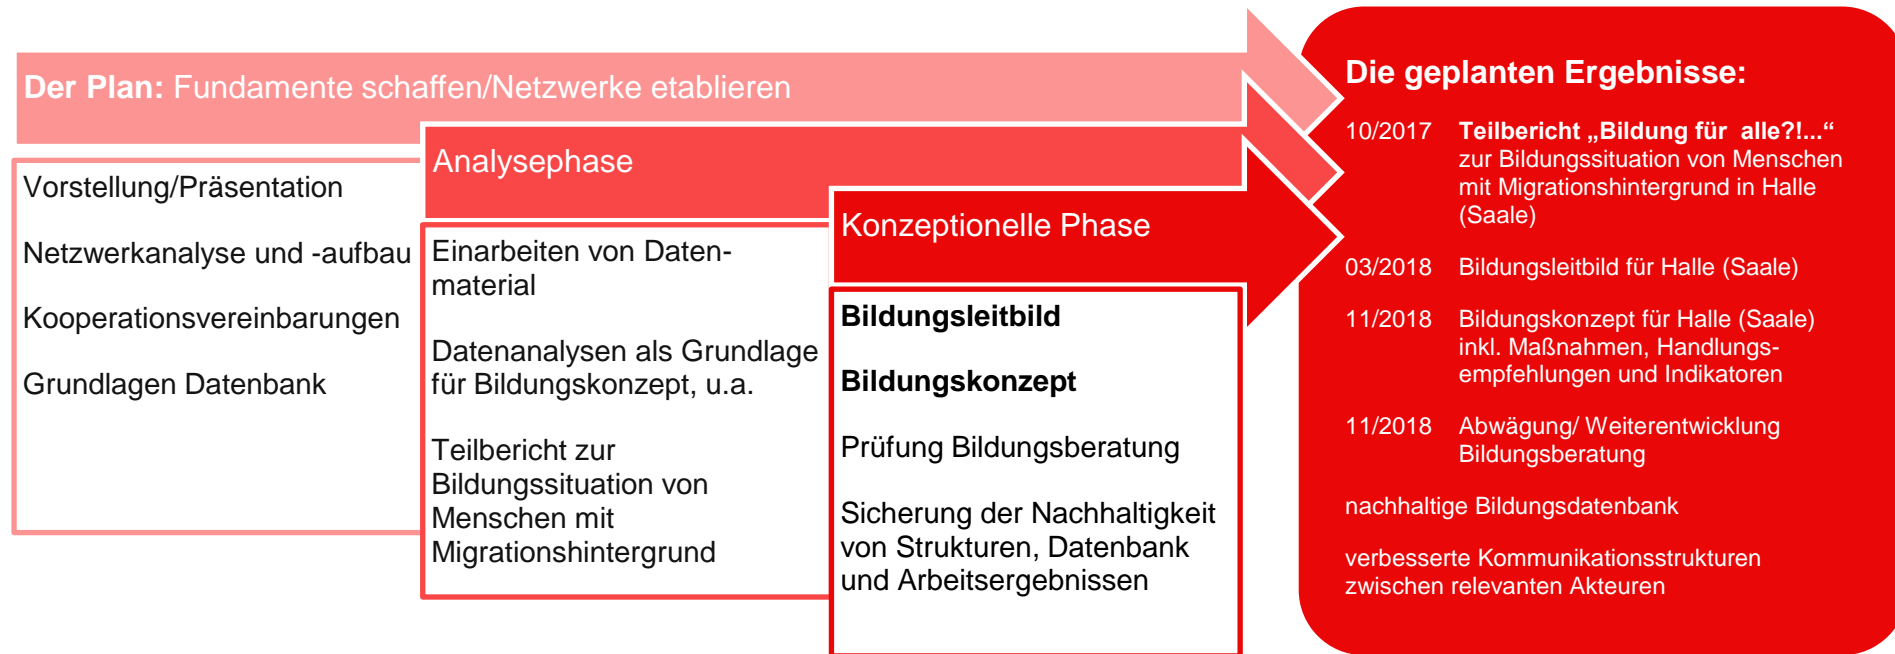 Der Plan: Fundamente schaffen/Netzwerke etablieren
Vorstellung/Präsentation
Netzwerkanalyse und -aufbau
Kooperationsvereinbarungen
Grundlagen Datenbank
Analysephase
Einarbeiten von Daten-
material
Datenanalysen als Grundlage
für Bildungskonzept, u.a.
Teilbericht zur
Bildungssituation von
Menschen mit
Migrationshintergrund
Konzeptionelle Phase
Bildungsleitbild
Bildungskonzept
Prüfung Bildungsberatung
Sicherung der Nachhaltigkeit
von Strukturen, Datenbank
und Arbeitsergebnissen
Die geplanten Ergebnisse:
10/2017 Teilbericht „Bildung für alle?!...“
zur Bildungssituation von Menschen
mit Migrationshintergrund in Halle
(Saale)
03/2018 Bildungsleitbild für Halle (Saale)
11/2018 Bildungskonzept für Halle (Saale)
inkl. Maßnahmen, Handlungs-
empfehlungen und Indikatoren
11/2018 Abwägung/ Weiterentwicklung
Bildungsberatung
nachhaltige Bildungsdatenbank
verbesserte Kommunikationsstrukturen
zwischen relevanten Akteuren